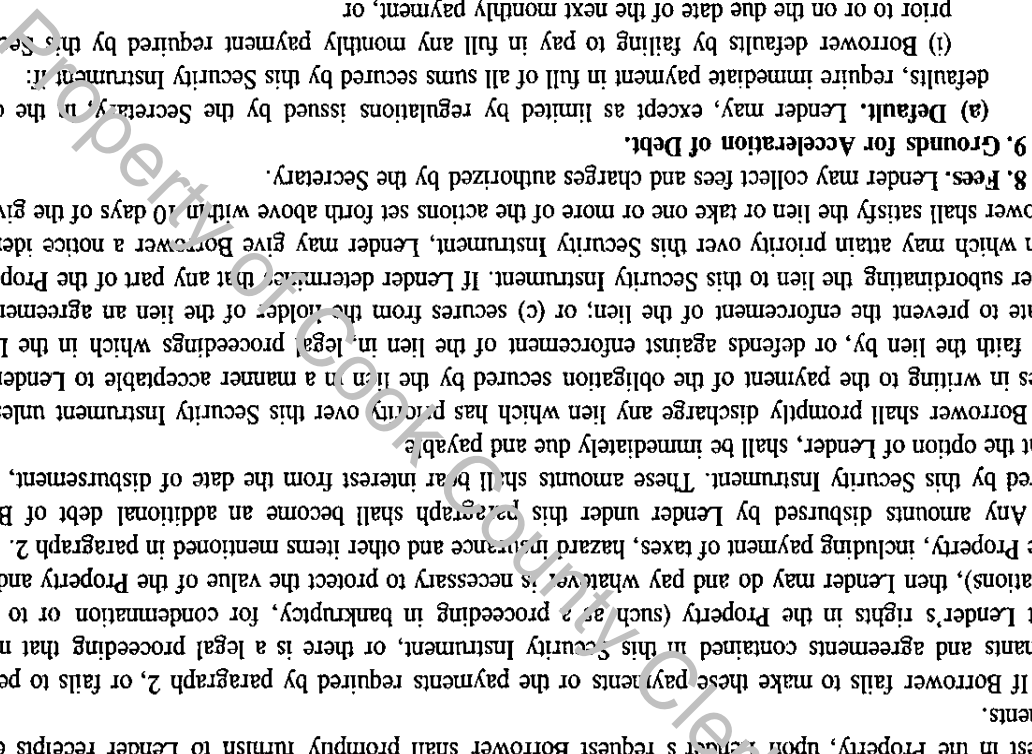 est in the Property, upon Lender's request Borrower shall promptly furnish to Lender receipts
ments.
If Borrower fails to make these payments or the payments required by paragraph 2, or fails to pe
nants and agreements contained in this Security Instrument, or there is a legal proceeding that
t Lender's rights in the Property (such as a proceeding in bankruptcy, for condemnation or to
ations), then Lender may do and pay whatever is necessary to protect the value of the Property and
e Property, including payment of taxes, hazard insurance and other items mentioned in paragraph 2.
Any amounts disbursed by Lender under this paragraph shall become an additional debt of B
red by this Security Instrument. These amounts shall bear interest from the date of disbursement,
at the option of Lender, shall be immediately due and payable
Borrower shall promptly discharge any lien which has priority over this Security Instrument unle
es in writing to the payment of the obligation secured by the lien in a manner acceptable to Lende
faith the lien by, or defends against enforcement of the lien in, legal proceedings which in the L
ate to prevent the enforcement of the lien; or (c) secures from the holder of the lien an agreemen
er subordinating the lien to this Security Instrument. If Lender determines that any part of the Prop
n which may attain priority over this Security Instrument, Lender may give Borrower a notice ide
ower shall satisfy the lien or take one or more of the actions set forth above within 10 days of the giv
8. Fees. Lender may collect fees and charges authorized by the Secretary.
9. Grounds for Acceleration of Debt.
(a) Default. Lender may, except as limited by regulations issued by the Secretary, in the c
defaults, require immediate payment in full of all sums secured by this Security Instrument if:
(i) Borrower defaults by failing to pay in full any monthly payment required by this Sec
prior to or on the due date of the next monthly payment, or
Property of Cook County Cler